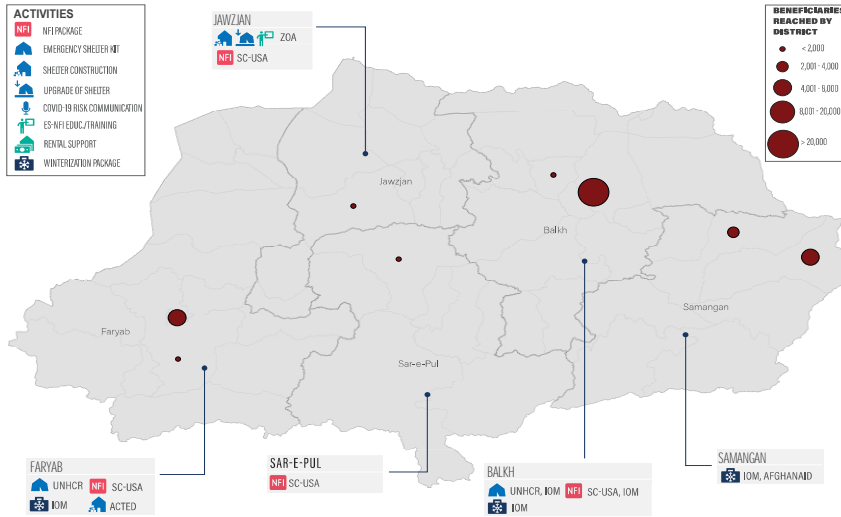 ACTIVITIES
NFI NFI PACKAGE
EMERGENCY SHELTER KIT
SHELTER CONSTRUCTION
UPGRADE OF SHELTER
COVID-19 RISK COMMUNICATION
ES-NFI EDUC./TRAINING
RENTAL SUPPORT
WINTERIZATION PACKAGE
JAWZJAN
ZOA
NFI SC-USA
BENEFICIARIES
REACHED BY
DISTRICT
< 2,000
2,001 - 4,000
4,001 - 8,000
8,001 - 20,000
> 20,000
Jawzjan
Balkh
Samangan
Faryab
Sar-e-Pul
FARYAB
UNHCR NFI SC-USA
IOM ACTED
SAR-E-PUL
NFI SC-USA
BALKH
UNHCR, IOM NFI SC-USA, IOM
IOM
SAMANGAN
IOM, AFGHANAID